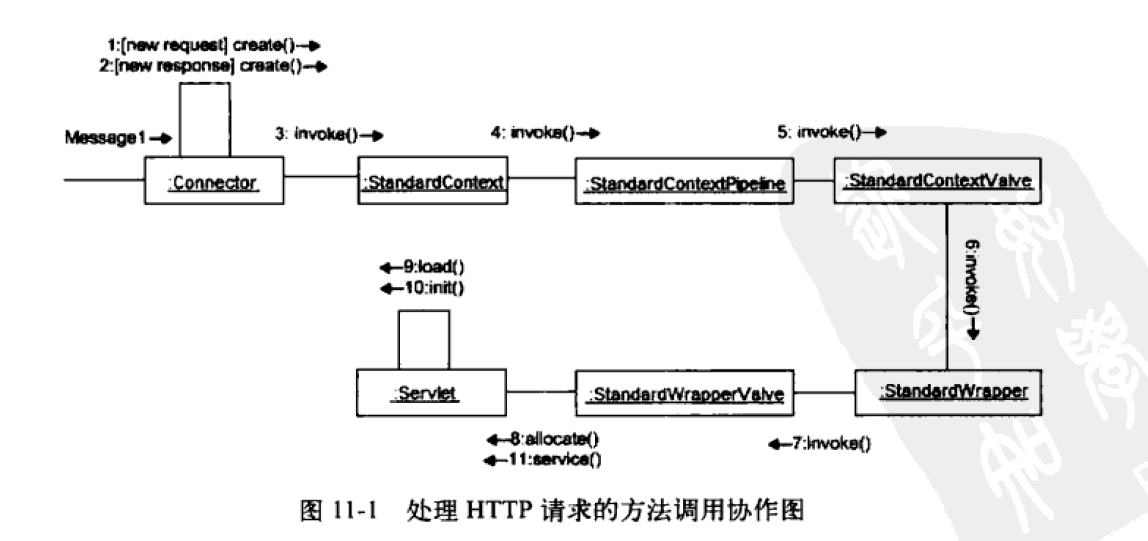 1:[new request] create()
2:[new response] create()
Message1
3: invoke()
4: invoke()
5: invoke()
:Connector
:StandardContext
:StandardContextPipeline
:StandardContextValve
6:invoke()
9:load()
10:init()
:Servlet
:StandardWrapperValve
:StandardWrapper
8:allocate()
11:service()
7:invoke()
图 11-1 处理 HTTP 请求的方法调用协作图